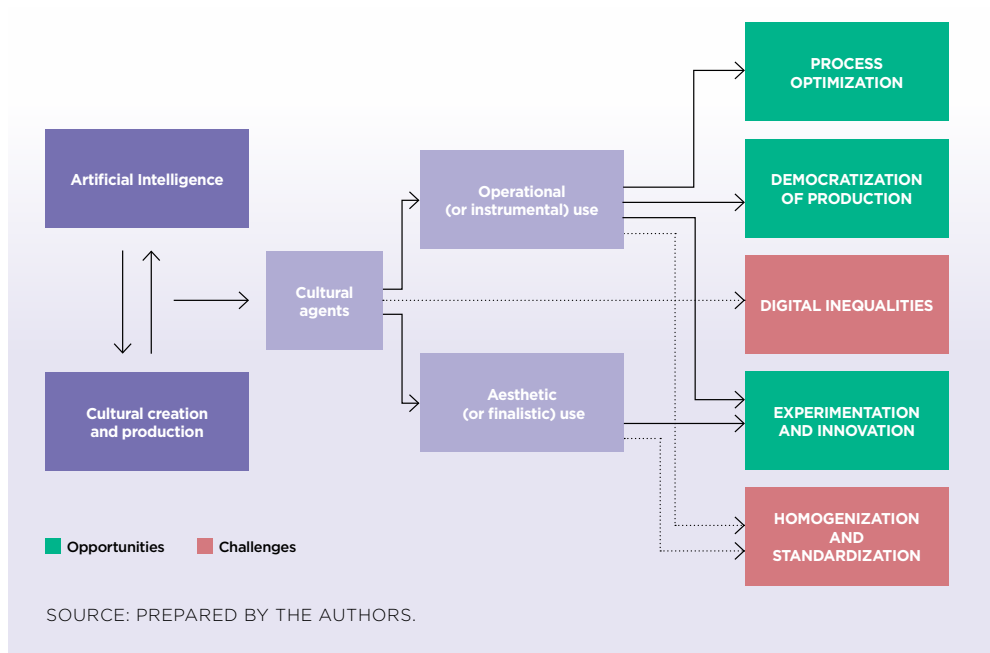 Artificial Intelligence
Cultural creation
and production
Cultural
agents
Operational
(or instrumental) use
Aesthetic
(or finalistic) use
PROCESS
OPTIMIZATION
DEMOCRATIZATION
OF PRODUCTION
DIGITAL INEQUALITIES
EXPERIMENTATION
AND INNOVATION
HOMOGENIZATION
AND
STANDARDIZATION
Opportunities
Challenges
SOURCE: PREPARED BY THE AUTHORS.